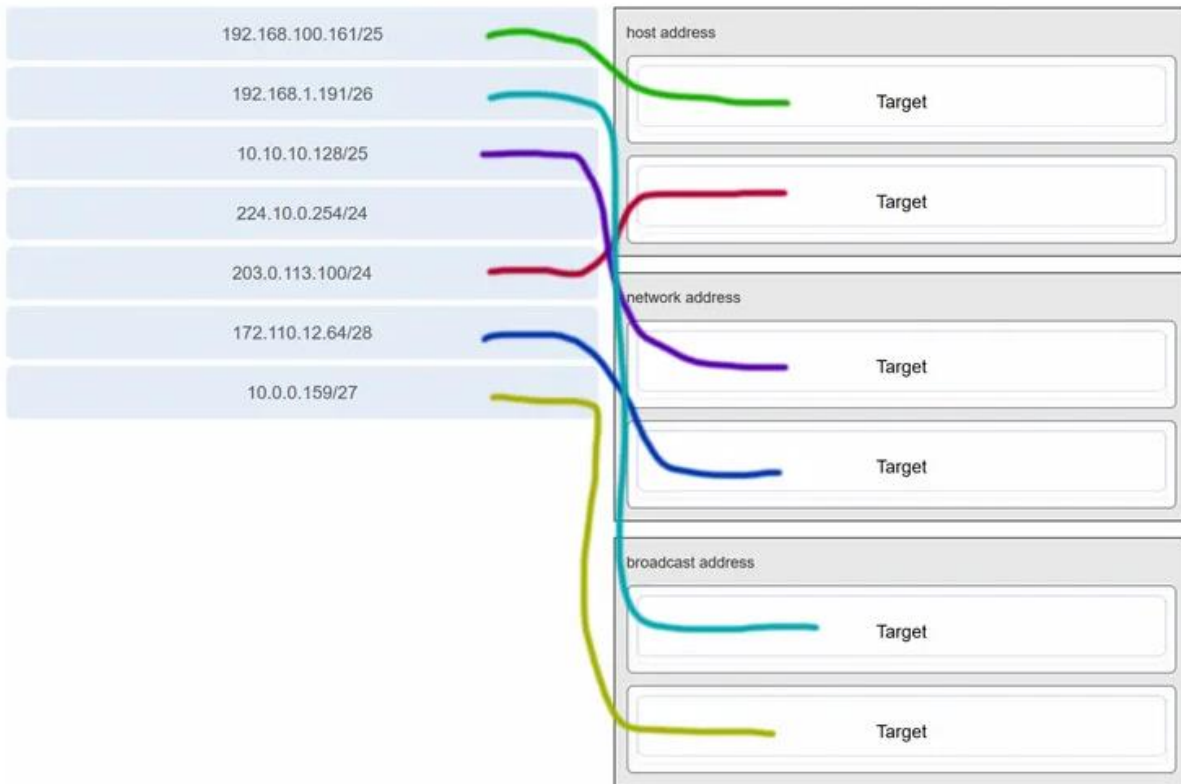 192.168.100.161/25
192.168.1.191/26
10.10.10.128/25
224.10.0.254/24
203.0.113.100/24
172.110.12.64/28
10.0.0.159/27
host address
Target
Target
network address
Target
Target
broadcast address
Target
Target